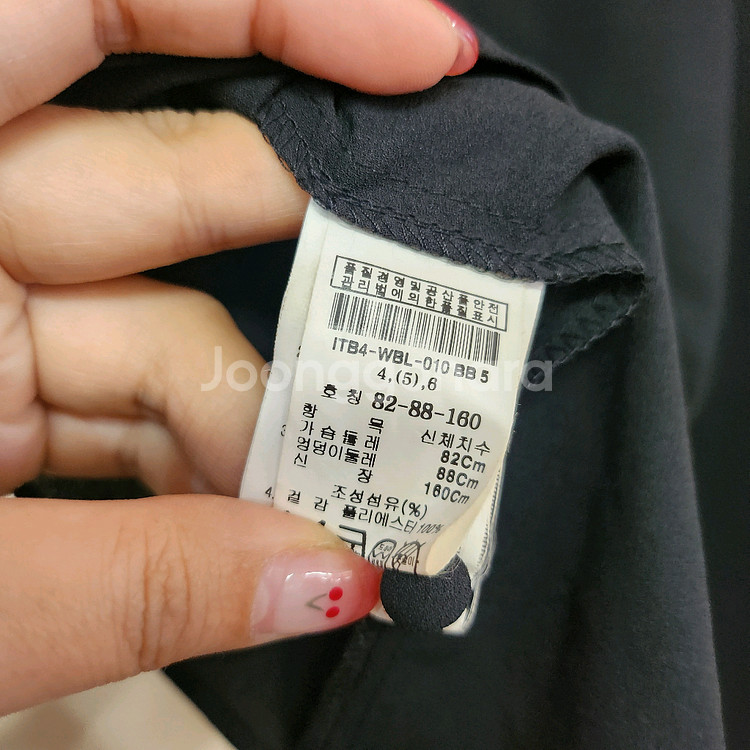 품질경영및공산품안전
관리법에의한품질표시
ITB4-WBL-010 BB 5
4,(5),6
호 칭 82-88-160
항 목 신체치수
가슴둘레 82Cm
엉덩이둘레 88Cm
신 장 160Cm
조성섬유(%)
겉 감 폴리에스터 100%